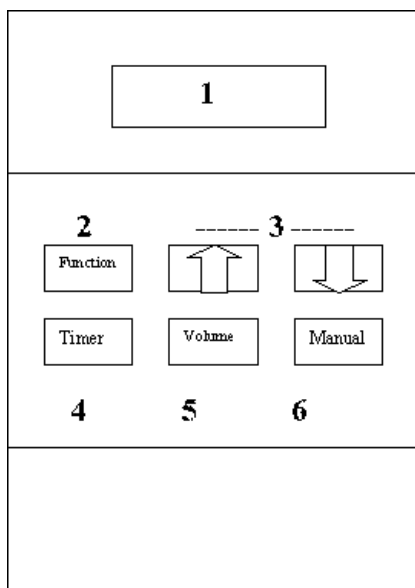 1
2 ------ 3 ------
Function
Timer Volume Manual
4 5 6